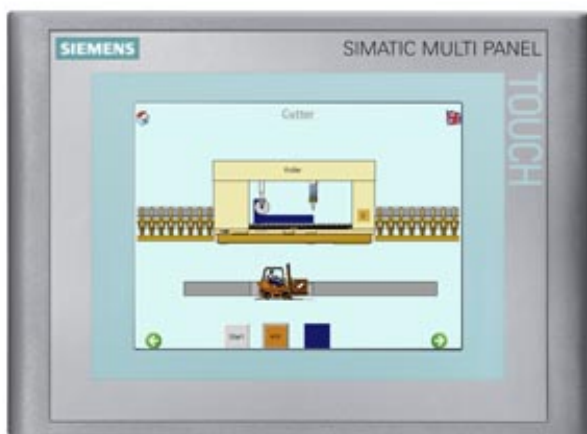 SIEMENS
SIMATIC MULTI PANEL
TOUCH
Cutter
Start